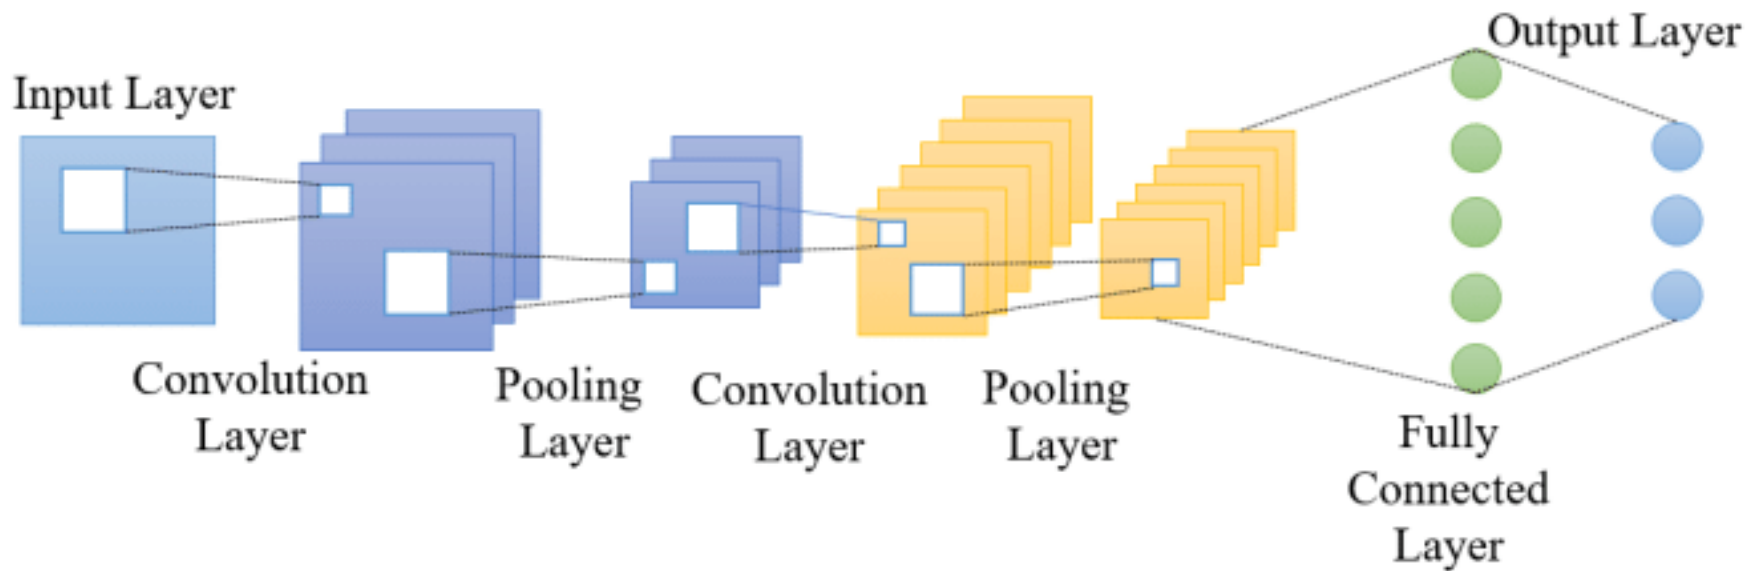 Input Layer
Convolution
Layer
Pooling
Layer
Convolution
Layer
Pooling
Layer
Fully
Connected
Layer
Output Layer